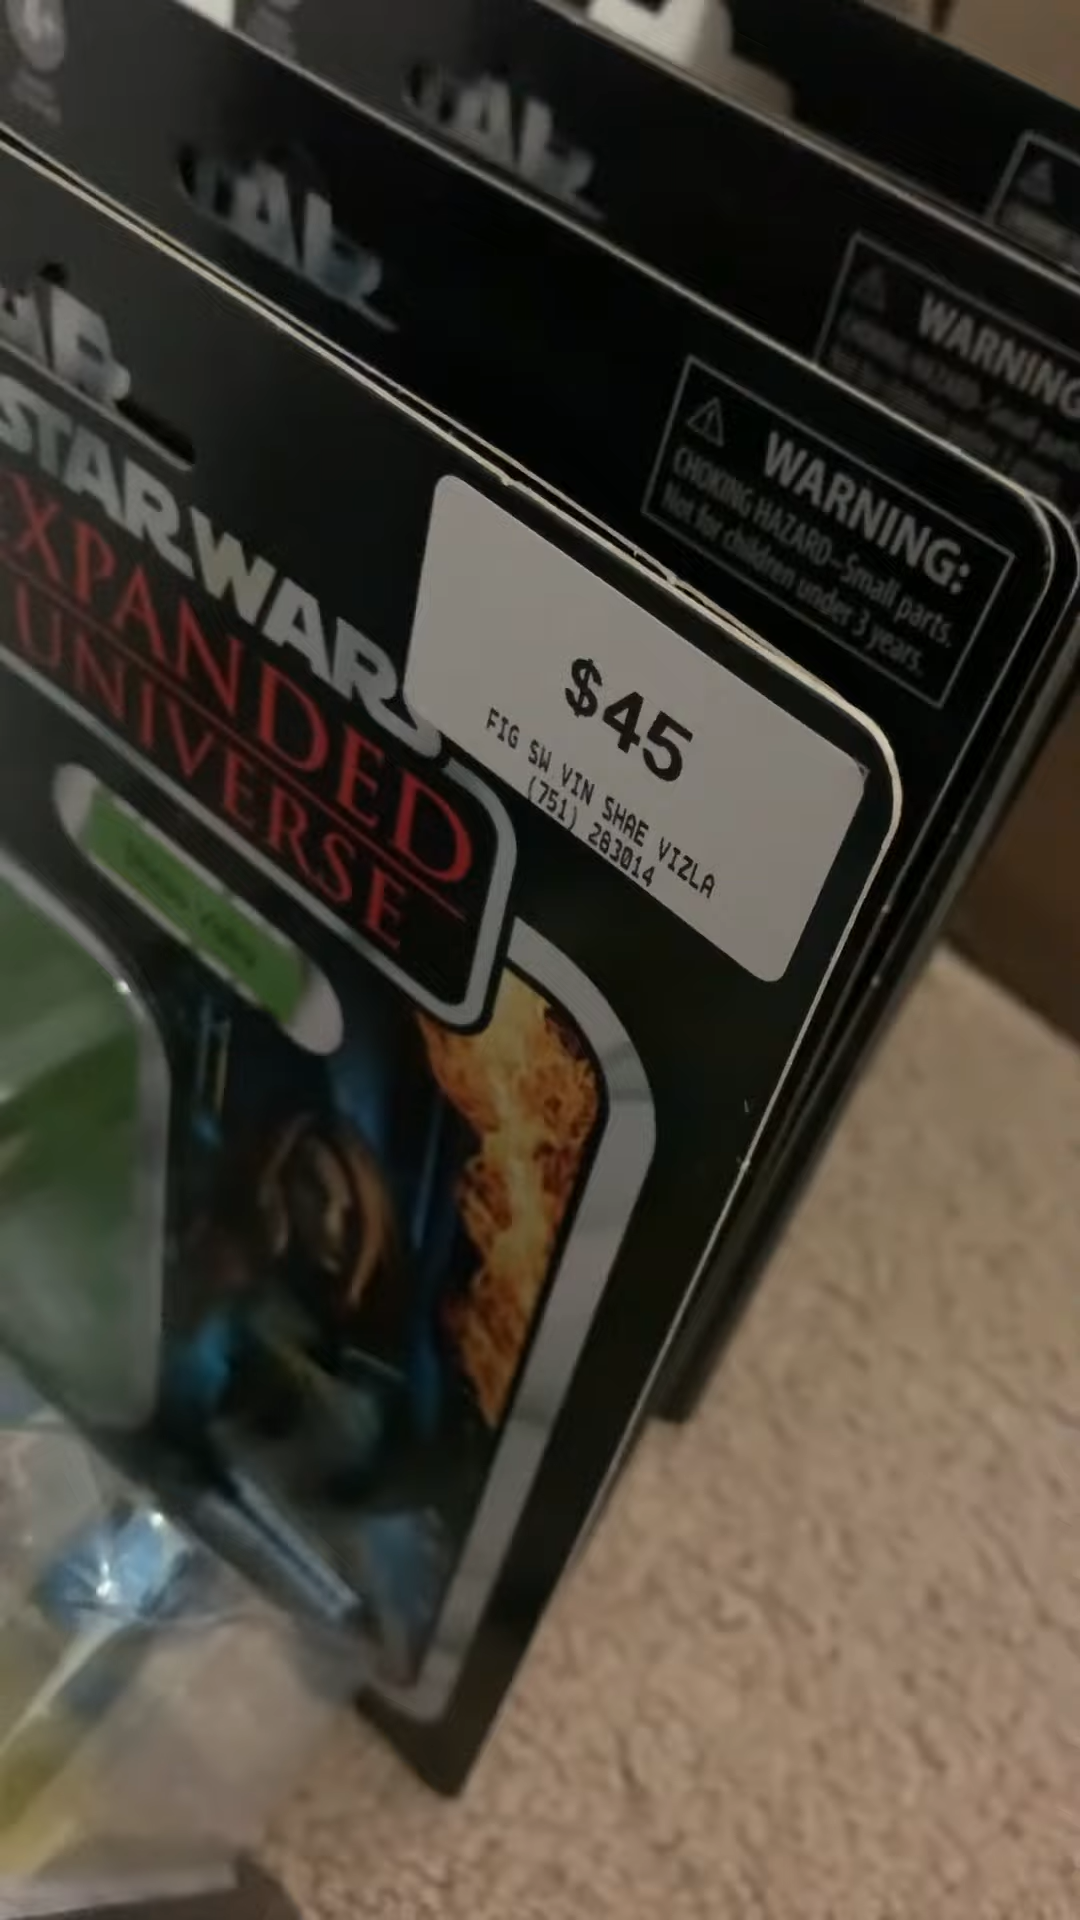 WARNING:
WARNING:
CHOKING HAZARD–Small parts.
Not for children under 3 years.
STAR WARS
EXPANDED
UNIVERSE
$45
FIG SW VIN SHAE VIZLA
(751) 283014